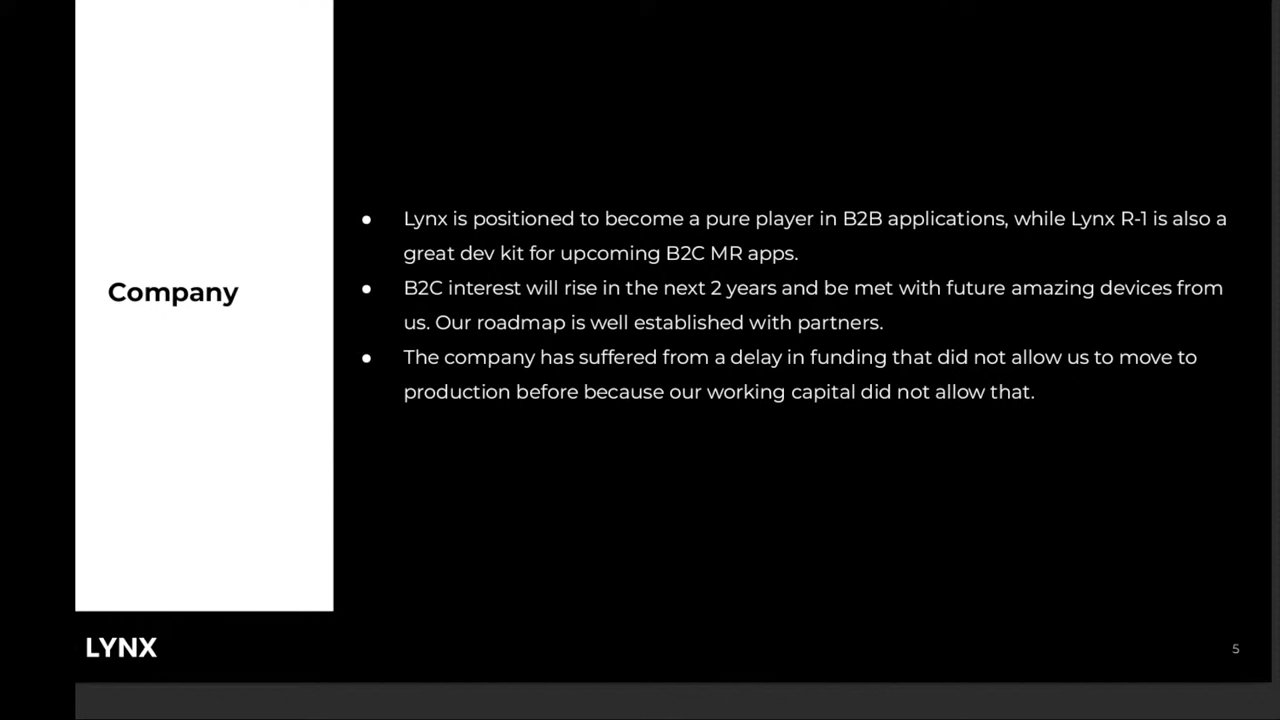 Company
● Lynx is positioned to become a pure player in B2B applications, while Lynx R-1 is also a
great dev kit for upcoming B2C MR apps.
● B2C interest will rise in the next 2 years and be met with future amazing devices from
us. Our roadmap is well established with partners.
● The company has suffered from a delay in funding that did not allow us to move to
production before because our working capital did not allow that.
LYNX
5